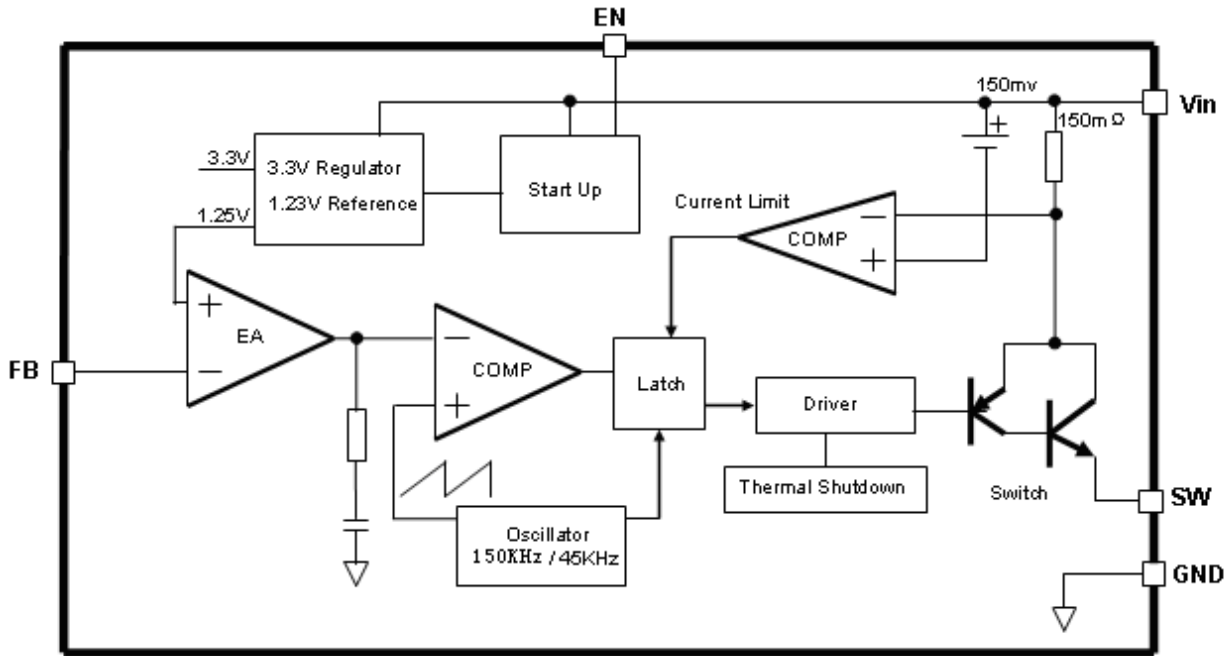 EN
150mv
Vin
150mΩ
3.3V
3.3V Regulator
1.23V Reference
Start Up
Current Limit
1.25V
COMP
−
+
+
EA
−
FB
−
COMP
+
Latch
Driver
Thermal Shutdown
Switch
SW
Oscillator
150KHz / 45KHz
GND
+